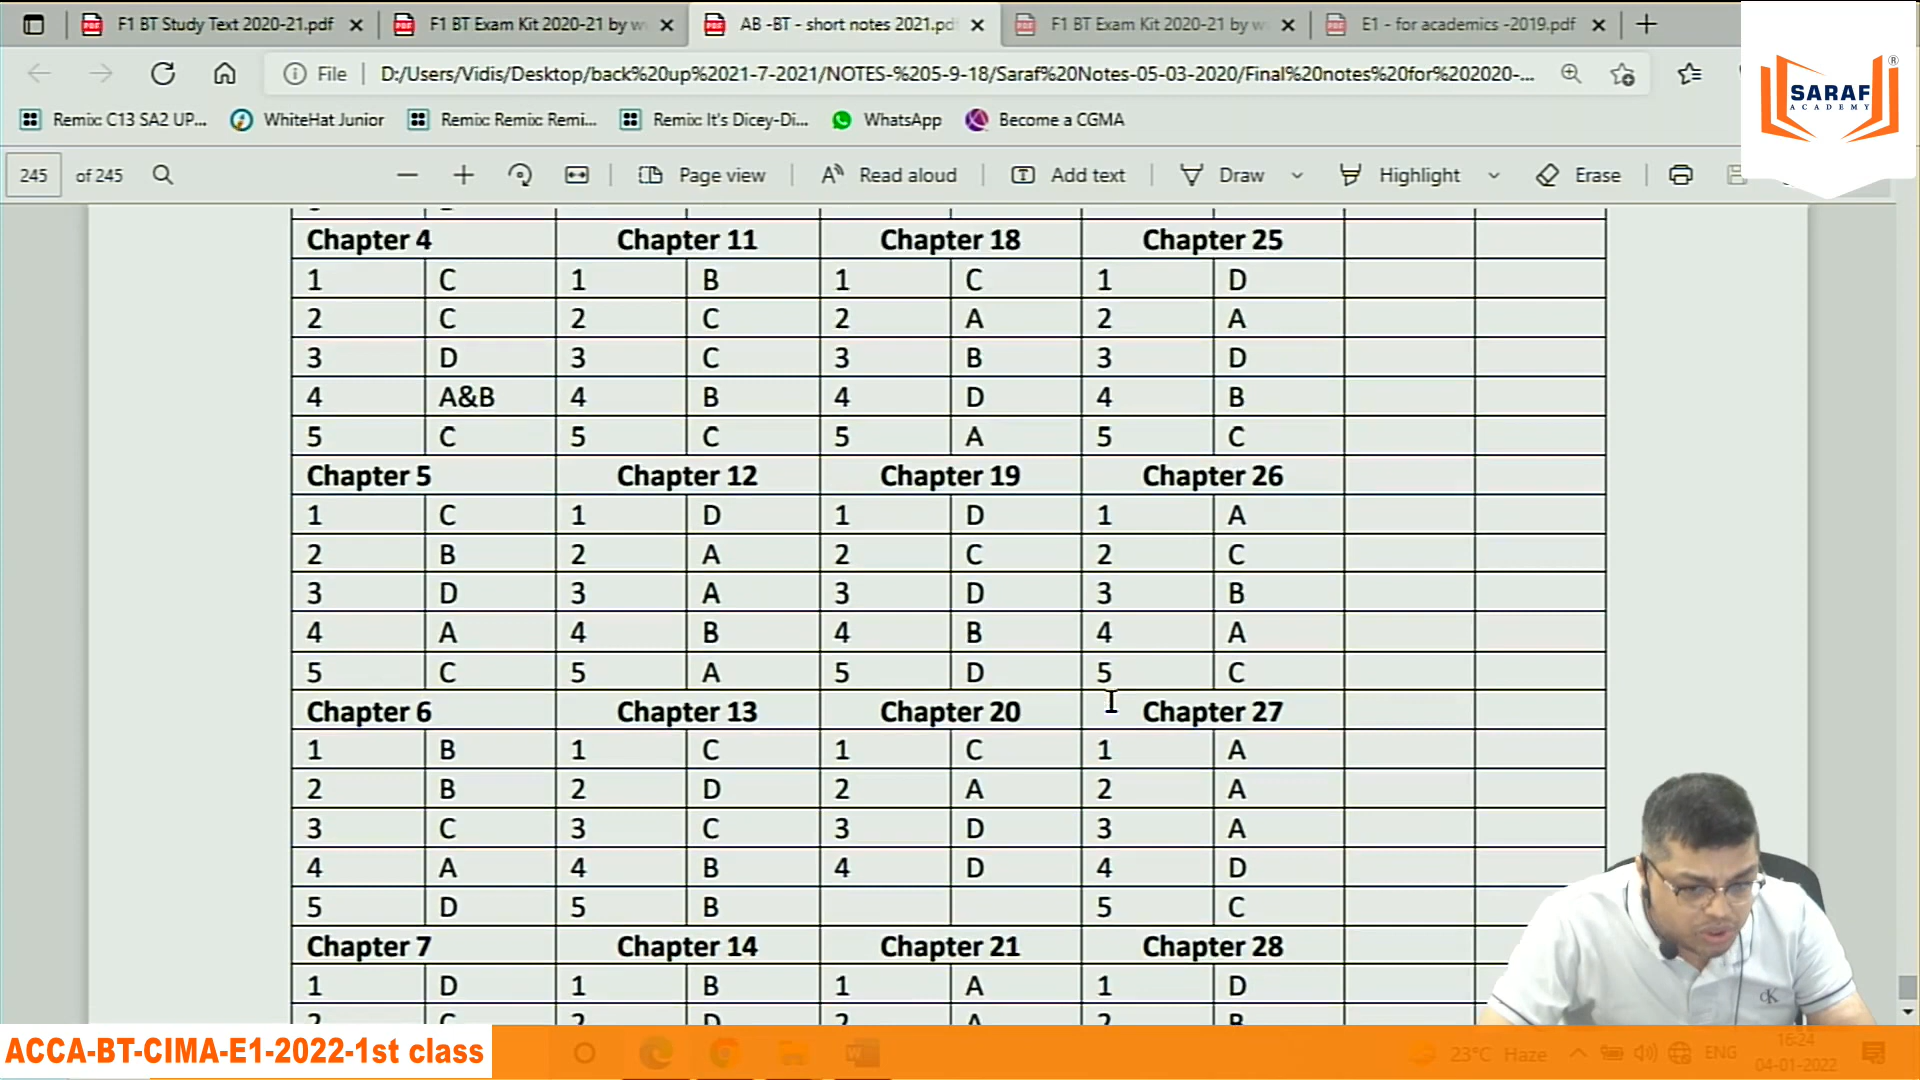 F1 BT Study Text 2020-21.pdf F1 BT Exam Kit 2020-21 by w AB -BT - short notes 2021.pd F1 BT Exam Kit 2020-21 by w E1 - for academics -2019.pdf
File D:/Users/Vidis/Desktop/back%20up%2021-7-2021/NOTES-%205-9-18/Saraf%20Notes-05-03-2020/Final%20notes%20for%202020-...
SARAF
ACADEMY
®
Remix: C13 SA2 UP... WhiteHat Junior Remix: Remix: Remi... Remix: It's Dicey-Di... WhatsApp Become a CGMA
245 of 245 Page view Read aloud Add text Draw Highlight Erase
Chapter 4 Chapter 11 Chapter 18 Chapter 25
1 C 1 B 1 C 1 D
2 C 2 C 2 A 2 A
3 D 3 C 3 B 3 D
4 A&B 4 B 4 D 4 B
5 C 5 C 5 A 5 C
Chapter 5 Chapter 12 Chapter 19 Chapter 26
1 C 1 D 1 D 1 A
2 B 2 A 2 C 2 C
3 D 3 A 3 D 3 B
4 A 4 B 4 B 4 A
5 C 5 A 5 D 5 C
Chapter 6 Chapter 13 Chapter 20 Chapter 27
1 B 1 C 1 C 1 A
2 B 2 D 2 A 2 A
3 C 3 C 3 D 3 A
4 A 4 B 4 D 4 D
5 D 5 B 5 C
Chapter 7 Chapter 14 Chapter 21 Chapter 28
1 D 1 B 1 A 1 D
2 C 2 D 2 A 2 B
cK
ACCA-BT-CIMA-E1-2022-1st class
23°C Haze ENG 16:24
04-01-2022